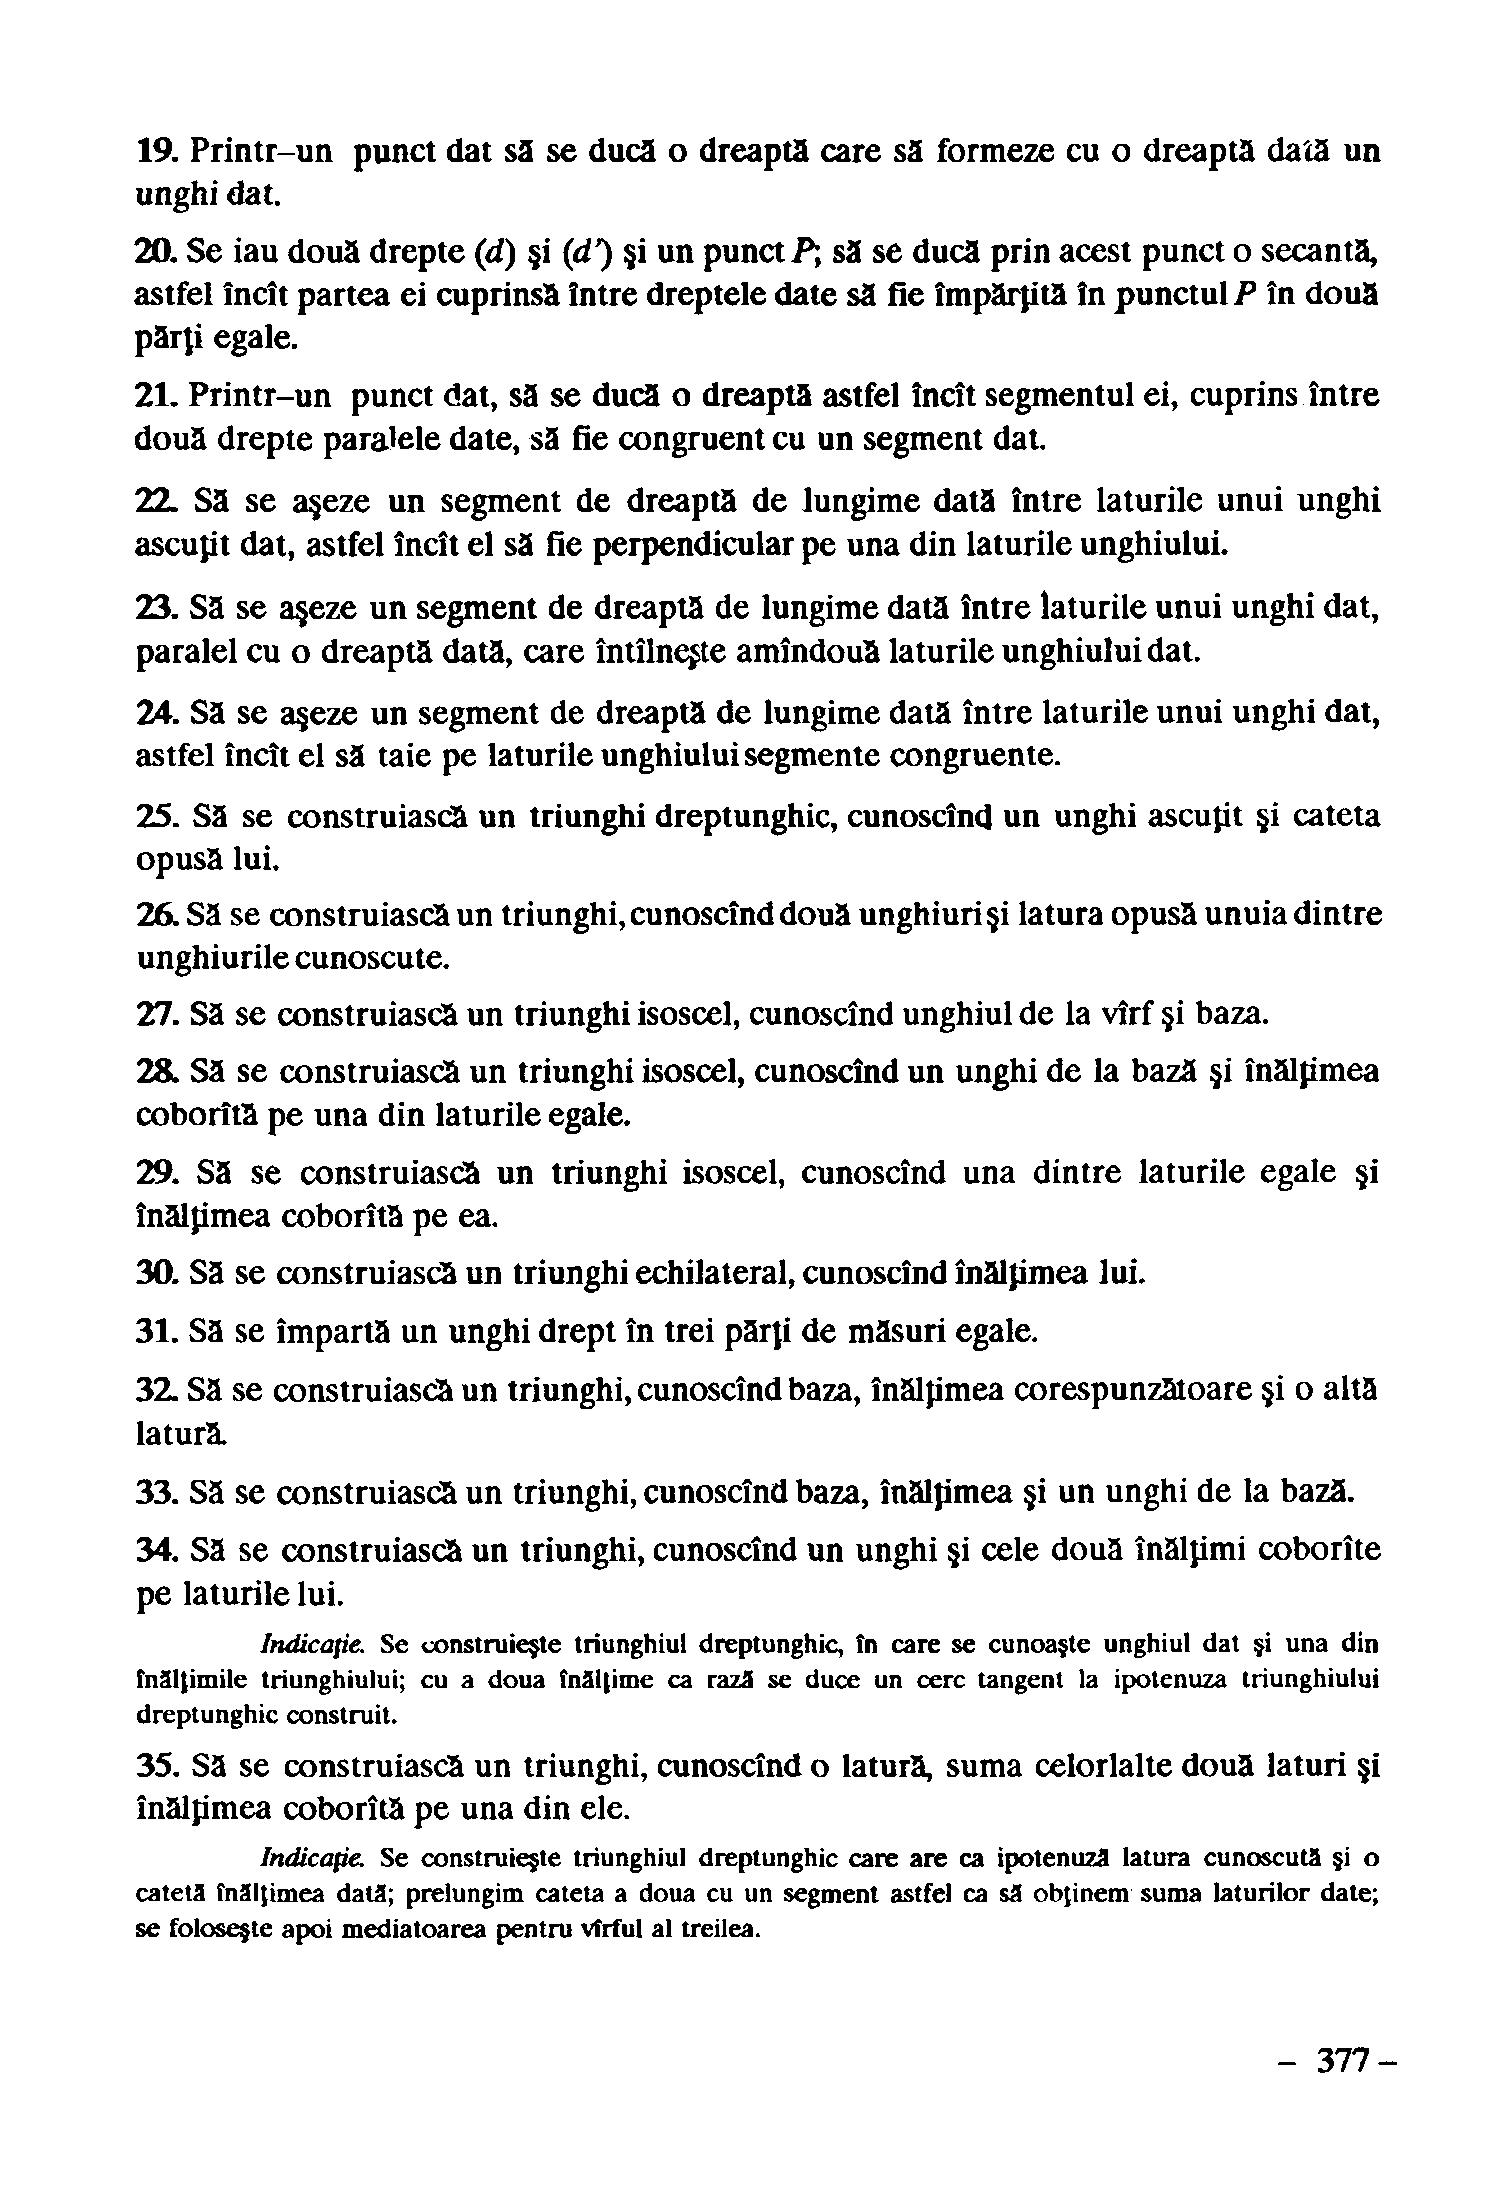 19. Printr–un punct dat să se ducă o dreaptă care să formeze cu o dreaptă dată un
unghi dat.
20. Se iau două drepte (d) şi (d') şi un punct P; să se ducă prin acest punct o secantă,
astfel încît partea ei cuprinsă între dreptele date să fie împărţită în punctul P în două
părţi egale.
21. Printr–un punct dat, să se ducă o dreaptă astfel încît segmentul ei, cuprins între
două drepte paralele date, să fie congruent cu un segment dat.
22. Să se aşeze un segment de dreaptă de lungime dată între laturile unui unghi
ascuţit dat, astfel încît el să fie perpendicular pe una din laturile unghiului.
23. Să se aşeze un segment de dreaptă de lungime dată între laturile unui unghi dat,
paralel cu o dreaptă dată, care întîlneşte amîndouă laturile unghiului dat.
24. Să se aşeze un segment de dreaptă de lungime dată între laturile unui unghi dat,
astfel încît el să taie pe laturile unghiului segmente congruente.
25. Să se construiască un triunghi dreptunghic, cunoscînd un unghi ascuţit şi cateta
opusă lui.
26. Să se construiască un triunghi, cunoscînd două unghiuri şi latura opusă unuia dintre
unghiurile cunoscute.
27. Să se construiască un triunghi isoscel, cunoscînd unghiul de la vîrf şi baza.
28. Să se construiască un triunghi isoscel, cunoscînd un unghi de la bază şi înălţimea
coborîtă pe una din laturile egale.
29. Să se construiască un triunghi isoscel, cunoscînd una dintre laturile egale şi
înălţimea coborîtă pe ea.
30. Să se construiască un triunghi echilateral, cunoscînd înălţimea lui.
31. Să se împartă un unghi drept în trei părţi de măsuri egale.
32. Să se construiască un triunghi, cunoscînd baza, înălţimea corespunzătoare şi o altă
latură.
33. Să se construiască un triunghi, cunoscînd baza, înălţimea şi un unghi de la bază.
34. Să se construiască un triunghi, cunoscînd un unghi şi cele două înălţimi coborîte
pe laturile lui.
Indicaţie. Se construieşte triunghiul dreptunghic, în care se cunoaşte unghiul dat şi una din
înălţimile triunghiului; cu a doua înălţime ca rază se duce un cerc tangent la ipotenuza triunghiului
dreptunghic construit.
35. Să se construiască un triunghi, cunoscînd o latură, suma celorlalte două laturi şi
înălţimea coborîtă pe una din ele.
Indicaţie. Se construieşte triunghiul dreptunghic care are ca ipotenuză latura cunoscută şi o
catetă înălţimea dată; prelungim cateta a doua cu un segment astfel ca să obţinem suma laturilor date;
se foloseşte apoi mediatoarea pentru vîrful al treilea.
– 377 –